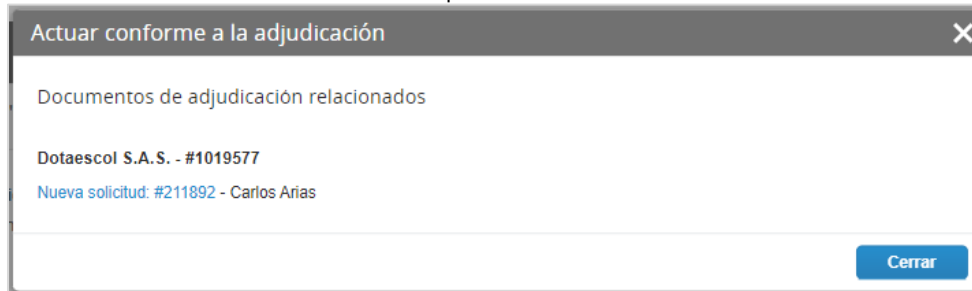 Actuar conforme a la adjudicación
Documentos de adjudicación relacionados
Dotaescol S.A.S. - #1019577
Nueva solicitud: #211892 - Carlos Arias
Cerrar